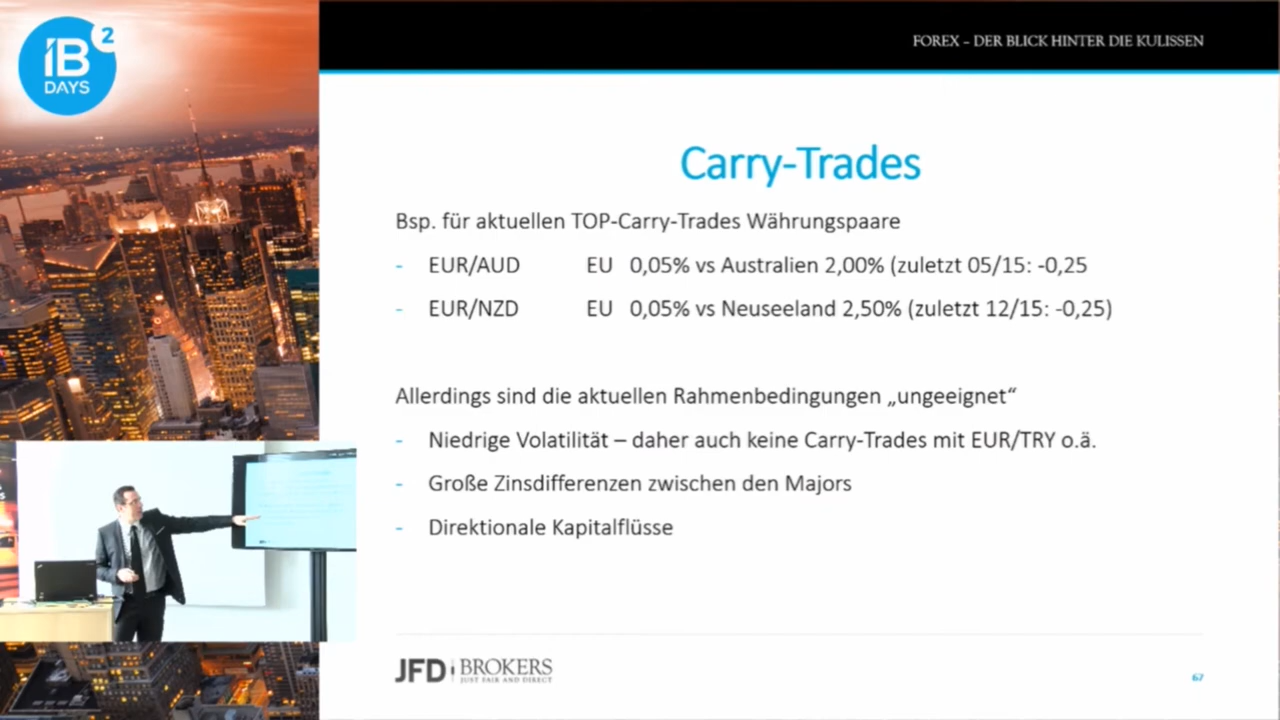 iB
DAYS
2
FOREX – DER BLICK HINTER DIE KULISSEN
Carry-Trades
Bsp. für aktuellen TOP-Carry-Trades Währungspaare
- EUR/AUD EU 0,05% vs Australien 2,00% (zuletzt 05/15: -0,25
- EUR/NZD EU 0,05% vs Neuseeland 2,50% (zuletzt 12/15: -0,25)
Allerdings sind die aktuellen Rahmenbedingungen „ungeeignet“
- Niedrige Volatilität – daher auch keine Carry-Trades mit EUR/TRY o.ä.
- Große Zinsdifferenzen zwischen den Majors
- Direktionale Kapitalflüsse
JFD BROKERS
JUST FAIR AND DIRECT
67